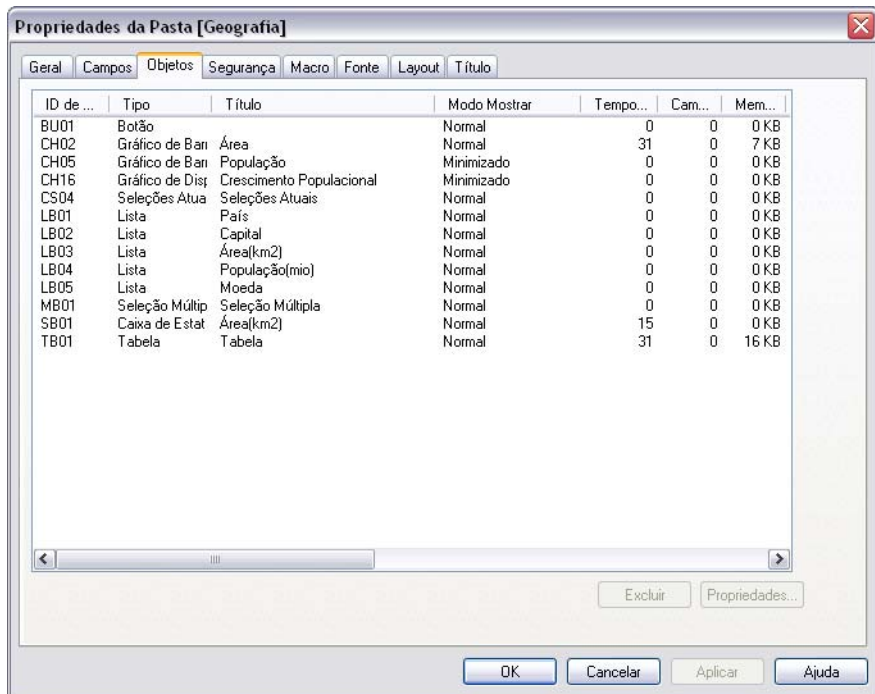 Propriedades da Pasta [Geografia]
Geral Campos Objetos Segurança Macro Fonte Layout Título
ID de ... Tipo Título Modo Mostrar Tempo... Cam... Mem...
BU01 Botão Normal 0 0 0 KB
CH02 Gráfico de Barr Área Normal 31 0 7 KB
CH05 Gráfico de Barr População Minimizado 0 0 0 KB
CH16 Gráfico de Disp Crescimento Populacional Minimizado 0 0 0 KB
CS04 Seleções Atua Seleções Atuais Normal 0 0 0 KB
LB01 Lista País Normal 0 0 0 KB
LB02 Lista Capital Normal 0 0 0 KB
LB03 Lista Área(km2) Normal 0 0 0 KB
LB04 Lista População(mio) Normal 0 0 0 KB
LB05 Lista Moeda Normal 0 0 0 KB
MB01 Seleção Múltip Seleção Múltipla Normal 0 0 0 KB
SB01 Caixa de Estat Área(km2) Normal 15 0 0 KB
TB01 Tabela Tabela Normal 31 0 16 KB
Excluir Propriedades...
OK Cancelar Aplicar Ajuda